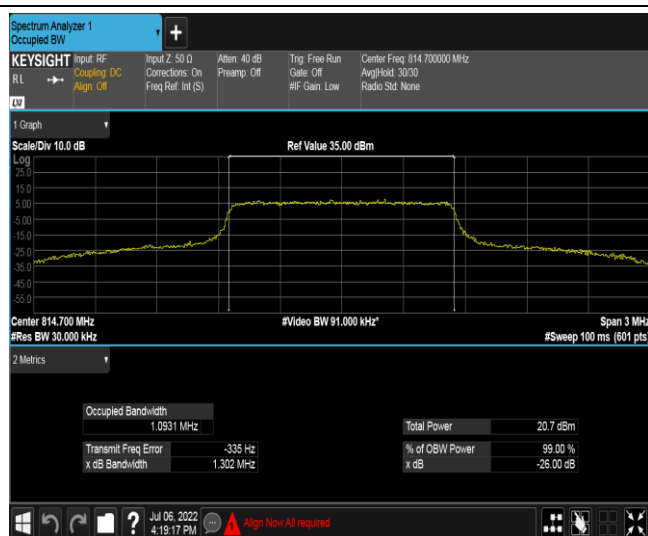 Spectrum Analyzer 1
Occupied BW
KEYSIGHT Input: RF Input Z: 50 Ω Atten: 40 dB Trig: Free Run Center Freq: 814.700000 MHz
RL Coupling: DC Corrections: On Preamp: Off Gate: Off Avg|Hold: 30/30
Align: Off Freq Ref: Int (S) #IF Gain: Low Radio Std: None
LXI
1 Graph
Scale/Div 10.0 dB Ref Value 35.00 dBm
Log
25.0
15.0
5.00
-5.00
-15.0
-25.0
-35.0
-45.0
-55.0
Center 814.700 MHz #Video BW 91.000 kHz* Span 3 MHz
#Res BW 30.000 kHz #Sweep 100 ms (601 pts)
2 Metrics
Occupied Bandwidth
1.0931 MHz Total Power 20.7 dBm
Transmit Freq Error -335 Hz % of OBW Power 99.00 %
x dB Bandwidth 1.302 MHz x dB -26.00 dB
? Jul 06, 2022
4:19:17 PM Align Now All required